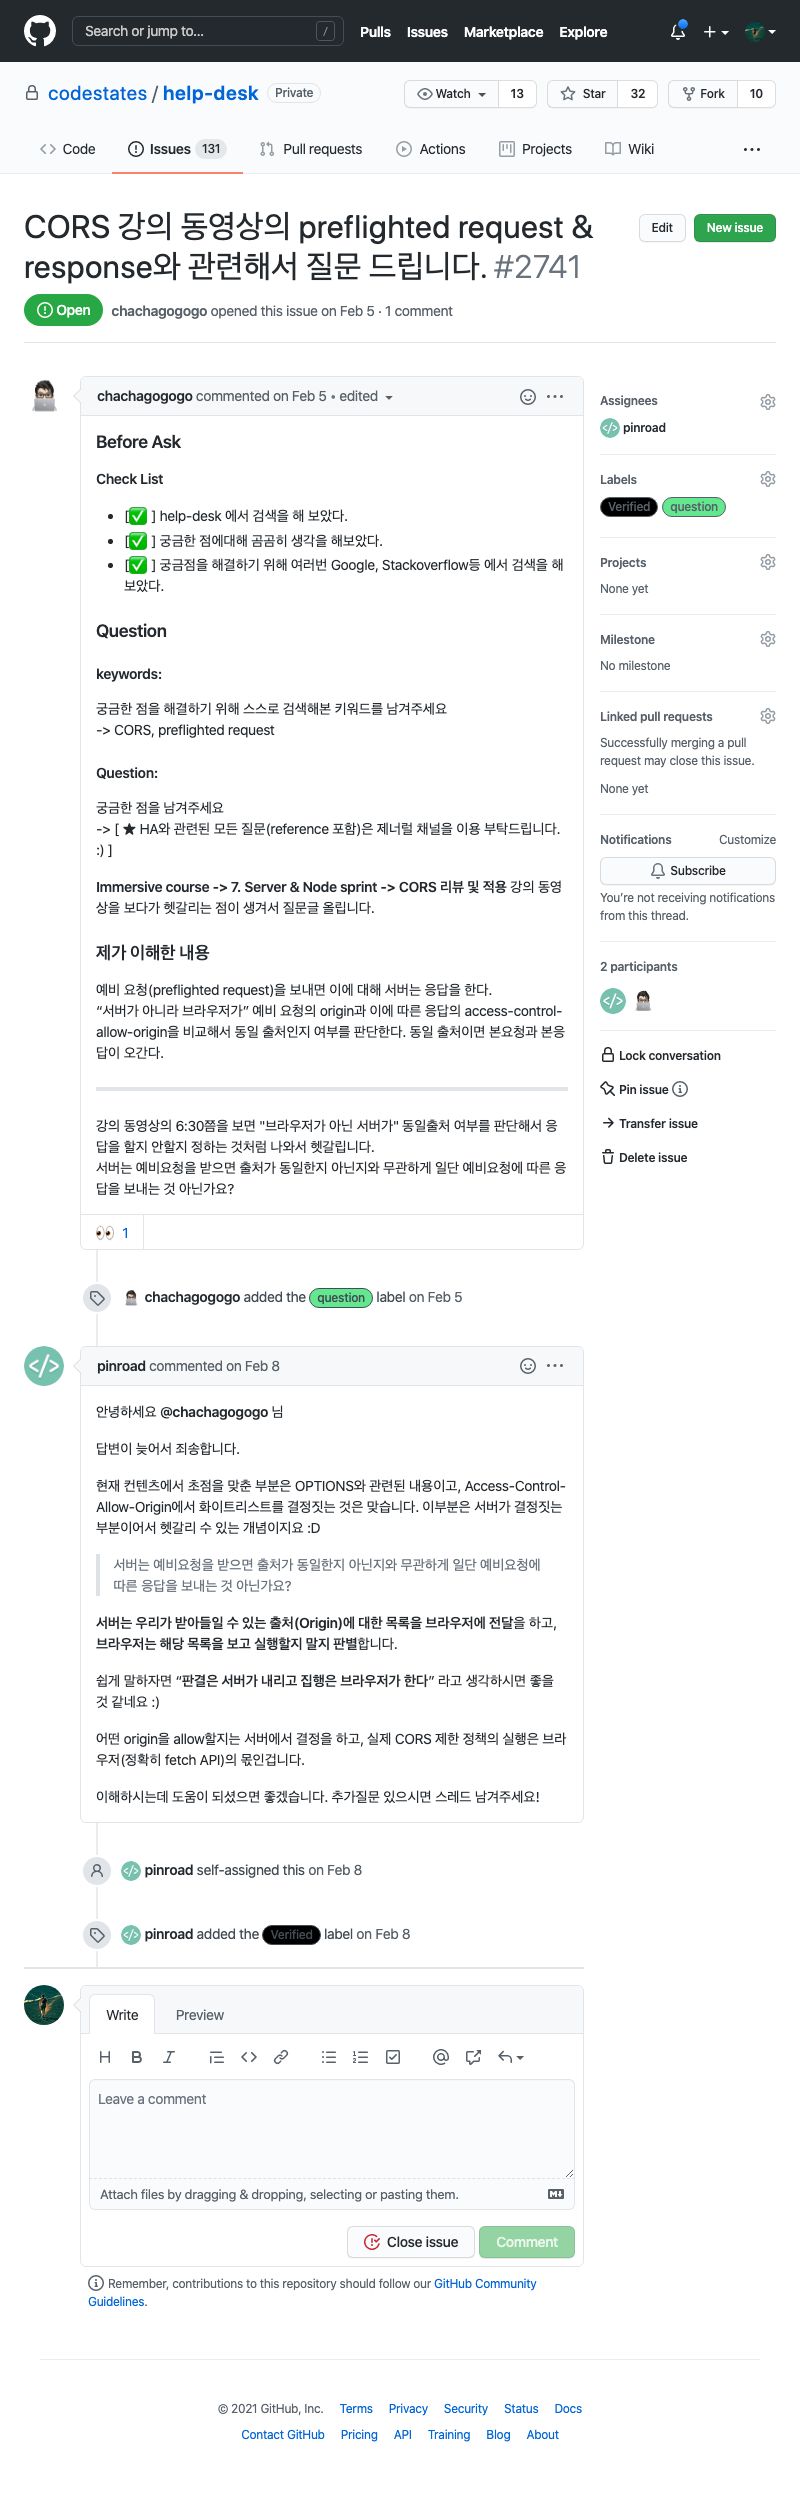 Search or jump to... /
Pulls Issues Marketplace Explore
codestates / help-desk Private
Watch 13 Star 32 Fork 10
Code Issues 131 Pull requests Actions Projects Wiki
CORS 강의 동영상의 preflighted request &
response와 관련해서 질문 드립니다. #2741
Edit New issue
Open chachagogogo opened this issue on Feb 5 · 1 comment
chachagogogo commented on Feb 5 • edited
Before Ask
Check List
• [✅ ] help-desk 에서 검색을 해 보았다.
• [✅ ] 궁금한 점에대해 곰곰히 생각을 해보았다.
• [✅ ] 궁금점을 해결하기 위해 여러번 Google, Stackoverflow등 에서 검색을 해
보았다.
Question
keywords:
궁금한 점을 해결하기 위해 스스로 검색해본 키워드를 남겨주세요
-> CORS, preflighted request
Question:
궁금한 점을 남겨주세요
-> [ ★ HA와 관련된 모든 질문(reference 포함)은 제너럴 채널을 이용 부탁드립니다.
:) ]
Immersive course -> 7. Server & Node sprint -> CORS 리뷰 및 적용 강의 동영
상을 보다가 헷갈리는 점이 생겨서 질문글 올립니다.
제가 이해한 내용
예비 요청(preflighted request)을 보내면 이에 대해 서버는 응답을 한다.
“서버가 아니라 브라우저가” 예비 요청의 origin과 이에 따른 응답의 access-control-
allow-origin을 비교해서 동일 출처인지 여부를 판단한다. 동일 출처이면 본요청과 본응
답이 오간다.
강의 동영상의 6:30쯤을 보면 "브라우저가 아닌 서버가" 동일출처 여부를 판단해서 응
답을 할지 안할지 정하는 것처럼 나와서 헷갈립니다.
서버는 예비요청을 받으면 출처가 동일한지 아닌지와 무관하게 일단 예비요청에 따른 응
답을 보내는 것 아닌가요?
👀 1
chachagogogo added the question label on Feb 5
pinroad commented on Feb 8
안녕하세요 @chachagogogo 님
답변이 늦어서 죄송합니다.
현재 컨텐츠에서 초점을 맞춘 부분은 OPTIONS와 관련된 내용이고, Access-Control-
Allow-Origin에서 화이트리스트를 결정짓는 것은 맞습니다. 이부분은 서버가 결정짓는
부분이어서 헷갈리 수 있는 개념이지요 :D
서버는 예비요청을 받으면 출처가 동일한지 아닌지와 무관하게 일단 예비요청에
따른 응답을 보내는 것 아닌가요?
서버는 우리가 받아들일 수 있는 출처(Origin)에 대한 목록을 브라우저에 전달을 하고,
브라우저는 해당 목록을 보고 실행할지 말지 판별합니다.
쉽게 말하자면 “판결은 서버가 내리고 집행은 브라우저가 한다” 라고 생각하시면 좋을
것 같네요 :)
어떤 origin을 allow할지는 서버에서 결정을 하고, 실제 CORS 제한 정책의 실행은 브라
우저(정확히 fetch API)의 몫인겁니다.
이해하시는데 도움이 되셨으면 좋겠습니다. 추가질문 있으시면 스레드 남겨주세요!
pinroad self-assigned this on Feb 8
pinroad added the Verified label on Feb 8
Write Preview
Leave a comment
Attach files by dragging & dropping, selecting or pasting them.
Close issue Comment
Remember, contributions to this repository should follow our GitHub Community
Guidelines.
Assignees
pinroad
Labels
Verified question
Projects
None yet
Milestone
No milestone
Linked pull requests
Successfully merging a pull
request may close this issue.
None yet
Notifications Customize
Subscribe
You’re not receiving notifications
from this thread.
2 participants
Lock conversation
Pin issue
Transfer issue
Delete issue
© 2021 GitHub, Inc. Terms Privacy Security Status Docs
Contact GitHub Pricing API Training Blog About